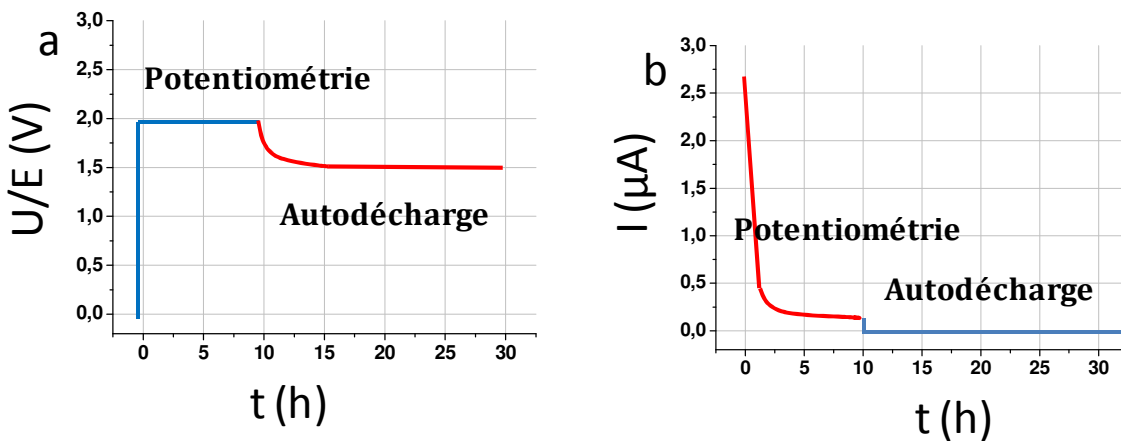 a
U/E (V)
3,0
2,5
2,0
1,5
1,0
0,5
0,0
Potentiométrie
Autodécharge
0 5 10 15 20 25 30
t (h)
b
I (µA)
3,0
2,5
2,0
1,5
1,0
0,5
0,0
Potentiométrie
Autodécharge
0 5 10 15 20 25 30
t (h)